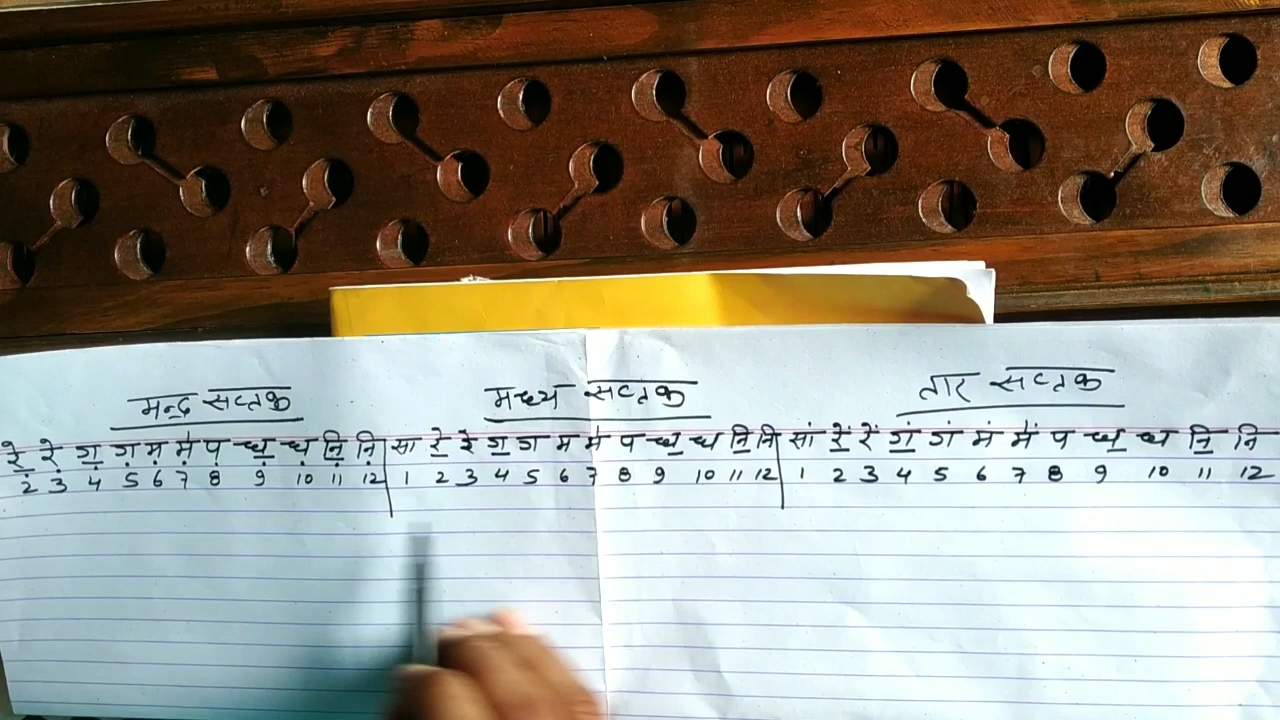 मन्द्र सप्तक मध्य सप्तक तार सप्तक
रे॒ रे़ ग़॒ ग़ म़ म़॑ प़ ध़॒ ध़ नि़॒ नि़ | सा रे॒ रे ग॒ ग म म॑ प ध॒ ध नि॒ नि | सां रें॒ रें गं॒ गं मं मं॑ प ध॒ ध नि॒ नि
2 3 4 5 6 7 8 9 10 11 12 | 1 2 3 4 5 6 7 8 9 10 11 12 | 1 2 3 4 5 6 7 8 9 10 11 12